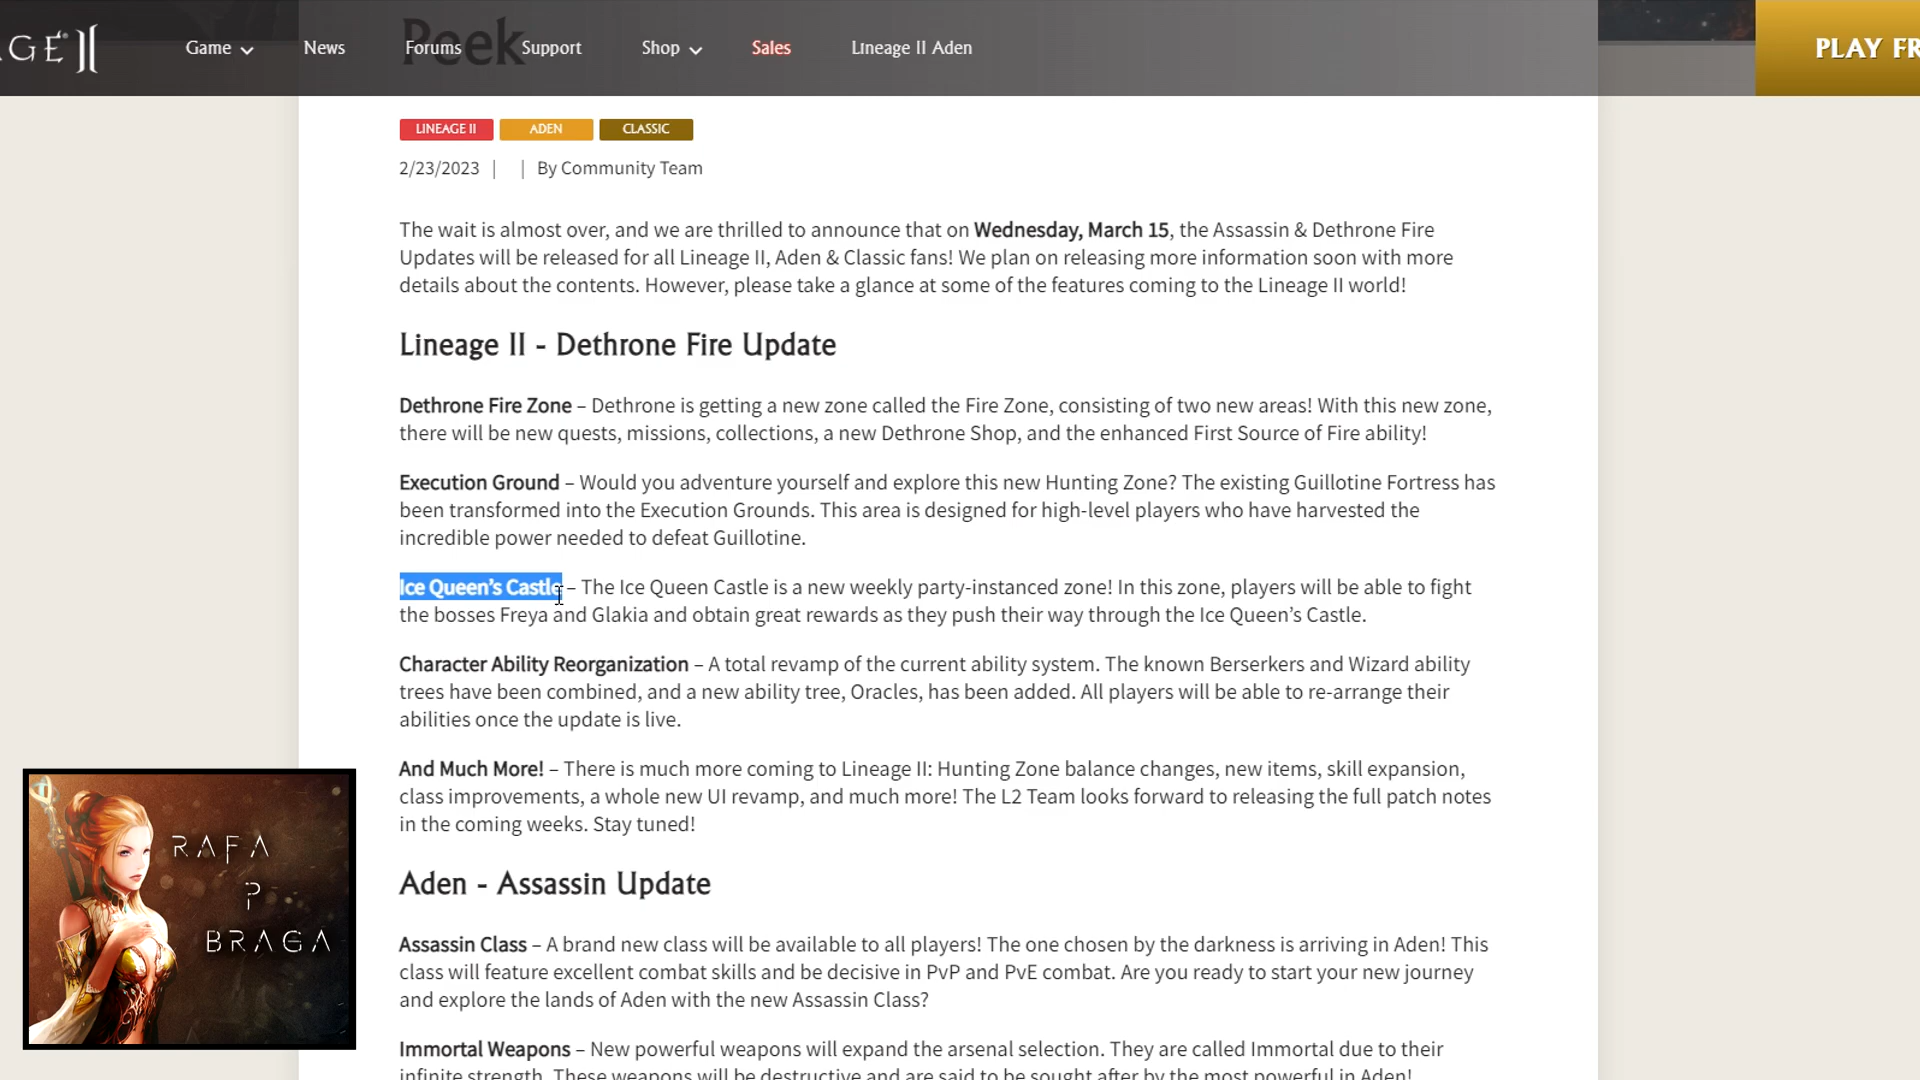 AGE II
Game
News
Forums
Support
Shop
Sales
Lineage II Aden
PLAY FR
Peek
LINEAGE II
ADEN
CLASSIC
2/23/2023 | | By Community Team
The wait is almost over, and we are thrilled to announce that on Wednesday, March 15, the Assassin & Dethrone Fire
Updates will be released for all Lineage II, Aden & Classic fans! We plan on releasing more information soon with more
details about the contents. However, please take a glance at some of the features coming to the Lineage II world!
Lineage II - Dethrone Fire Update
Dethrone Fire Zone – Dethrone is getting a new zone called the Fire Zone, consisting of two new areas! With this new zone,
there will be new quests, missions, collections, a new Dethrone Shop, and the enhanced First Source of Fire ability!
Execution Ground – Would you adventure yourself and explore this new Hunting Zone? The existing Guillotine Fortress has
been transformed into the Execution Grounds. This area is designed for high-level players who have harvested the
incredible power needed to defeat Guillotine.
Ice Queen's Castle – The Ice Queen Castle is a new weekly party-instanced zone! In this zone, players will be able to fight
the bosses Freya and Glakia and obtain great rewards as they push their way through the Ice Queen's Castle.
Character Ability Reorganization – A total revamp of the current ability system. The known Berserkers and Wizard ability
trees have been combined, and a new ability tree, Oracles, has been added. All players will be able to re-arrange their
abilities once the update is live.
And Much More! – There is much more coming to Lineage II: Hunting Zone balance changes, new items, skill expansion,
class improvements, a whole new UI revamp, and much more! The L2 Team looks forward to releasing the full patch notes
in the coming weeks. Stay tuned!
Aden - Assassin Update
Assassin Class – A brand new class will be available to all players! The one chosen by the darkness is arriving in Aden! This
class will feature excellent combat skills and be decisive in PvP and PvE combat. Are you ready to start your new journey
and explore the lands of Aden with the new Assassin Class?
Immortal Weapons – New powerful weapons will expand the arsenal selection. They are called Immortal due to their
infinite strength. These weapons will be destructive and are said to be sought after by the most powerful in Aden!
RAFA
P
BRAGA